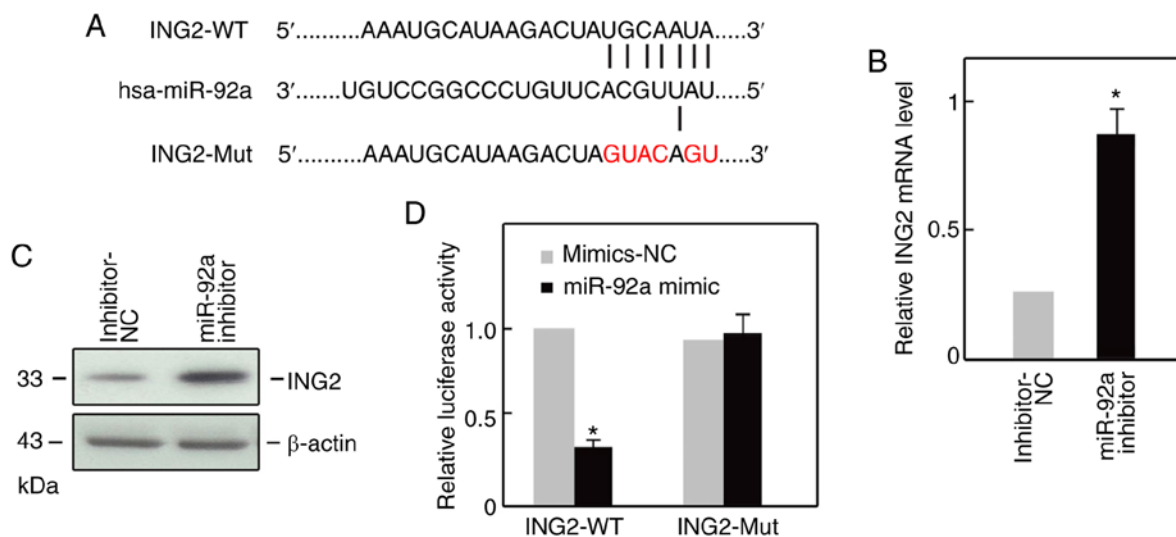 A
ING2-WT 5′..........AAAUGCAUAAGACUAUGCAAUA.....3′
hsa-miR-92a 3′.......UGUCCGGCCCUGUUCACGUUAU.....5′
ING2-Mut 5′..........AAAUGCAUAAGACUAGUACAGU.....3′
B
Relative ING2 mRNA level
1
0.5
0
*
Inhibitor-
NC
miR-92a
inhibitor
C
Inhibitor-
NC
miR-92a
inhibitor
33
ING2
43
β-actin
kDa
D
Relative luciferase activity
Mimics-NC
miR-92a mimic
1.0
0.5
0
*
ING2-WT
ING2-Mut